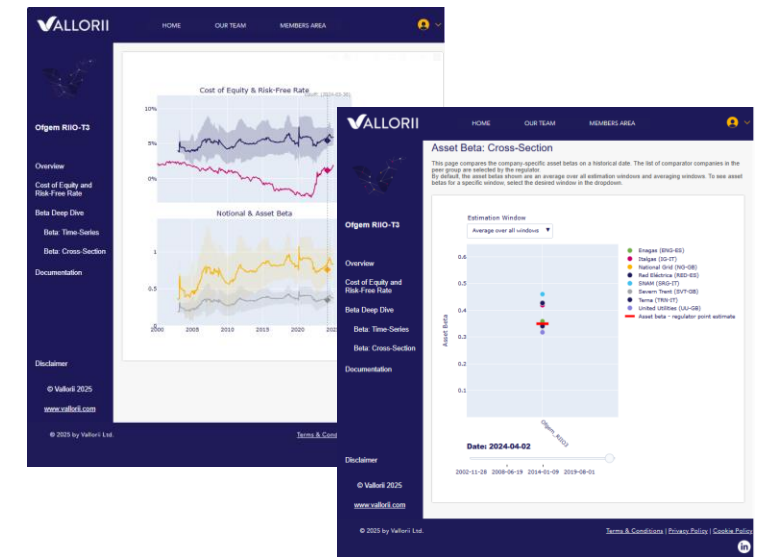 VALLORII
HOME
OUR TEAM
MEMBERS AREA
Ofgem RIIO-T3
Overview
Cost of Equity and
Risk-Free Rate
Beta Deep Dive
Beta: Time-Series
Beta: Cross-Section
Documentation
Disclaimer
© Vallorii 2025
www.vallorii.com
© 2025 by Vallorii Ltd.
Terms & Cond
Cost of Equity & Risk-Free Rate
10%
5%
0%
Notional & Asset Beta
1
0.5
0
2000
2005
2010
2015
2020
202
VALLORII
HOME
OUR TEAM
MEMBERS AREA
Ofgem RIIO-T3
Overview
Cost of Equity and
Risk-Free Rate
Beta Deep Dive
Beta: Time-Series
Beta: Cross-Section
Documentation
Disclaimer
© Vallorii 2025
www.vallorii.com
Asset Beta: Cross-Section
This page compares the company-specific asset betas on a historical date. The list of comparator companies in the
peer group are selected by the regulator.
By default, the asset betas shown are an average over all estimation windows and averaging windows. To see asset
betas for a specific window, select the desired window in the dropdown.
Estimation Window
Average over all windows
Asset Beta
0.6
0.5
0.4
0.3
0.2
0.1
Enagas (ENG-ES)
Italgas (IG-IT)
National Grid (NG-GB)
Red Eléctrica (RED-ES)
SNAM (SRG-IT)
Severn Trent (SVT-GB)
Terna (TRN-IT)
United Utilities (UU-GB)
Asset beta - regulator point estimate
Ofgem_RIIO3
Date: 2024-04-02
2002-11-28
2008-06-19
2014-01-09
2019-08-01
© 2025 by Vallorii Ltd.
Terms & Conditions | Privacy Policy | Cookie Policy
in